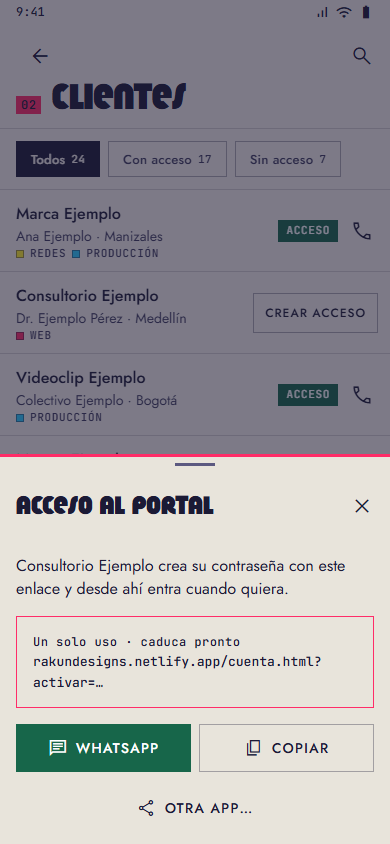 9:41
02 CLIENTES
Todos 24 Con acceso 17 Sin acceso 7
Marca Ejemplo
Ana Ejemplo · Manizales
REDES PRODUCCIÓN
ACCESO
Consultorio Ejemplo
Dr. Ejemplo Pérez · Medellín
WEB
CREAR ACCESO
Videoclip Ejemplo
Colectivo Ejemplo · Bogotá
PRODUCCIÓN
ACCESO
ACCESO AL PORTAL
Consultorio Ejemplo crea su contraseña con este
enlace y desde ahí entra cuando quiera.
Un solo uso · caduca pronto
rakundesigns.netlify.app/cuenta.html?
activar=…
WHATSAPP COPIAR
OTRA APP…